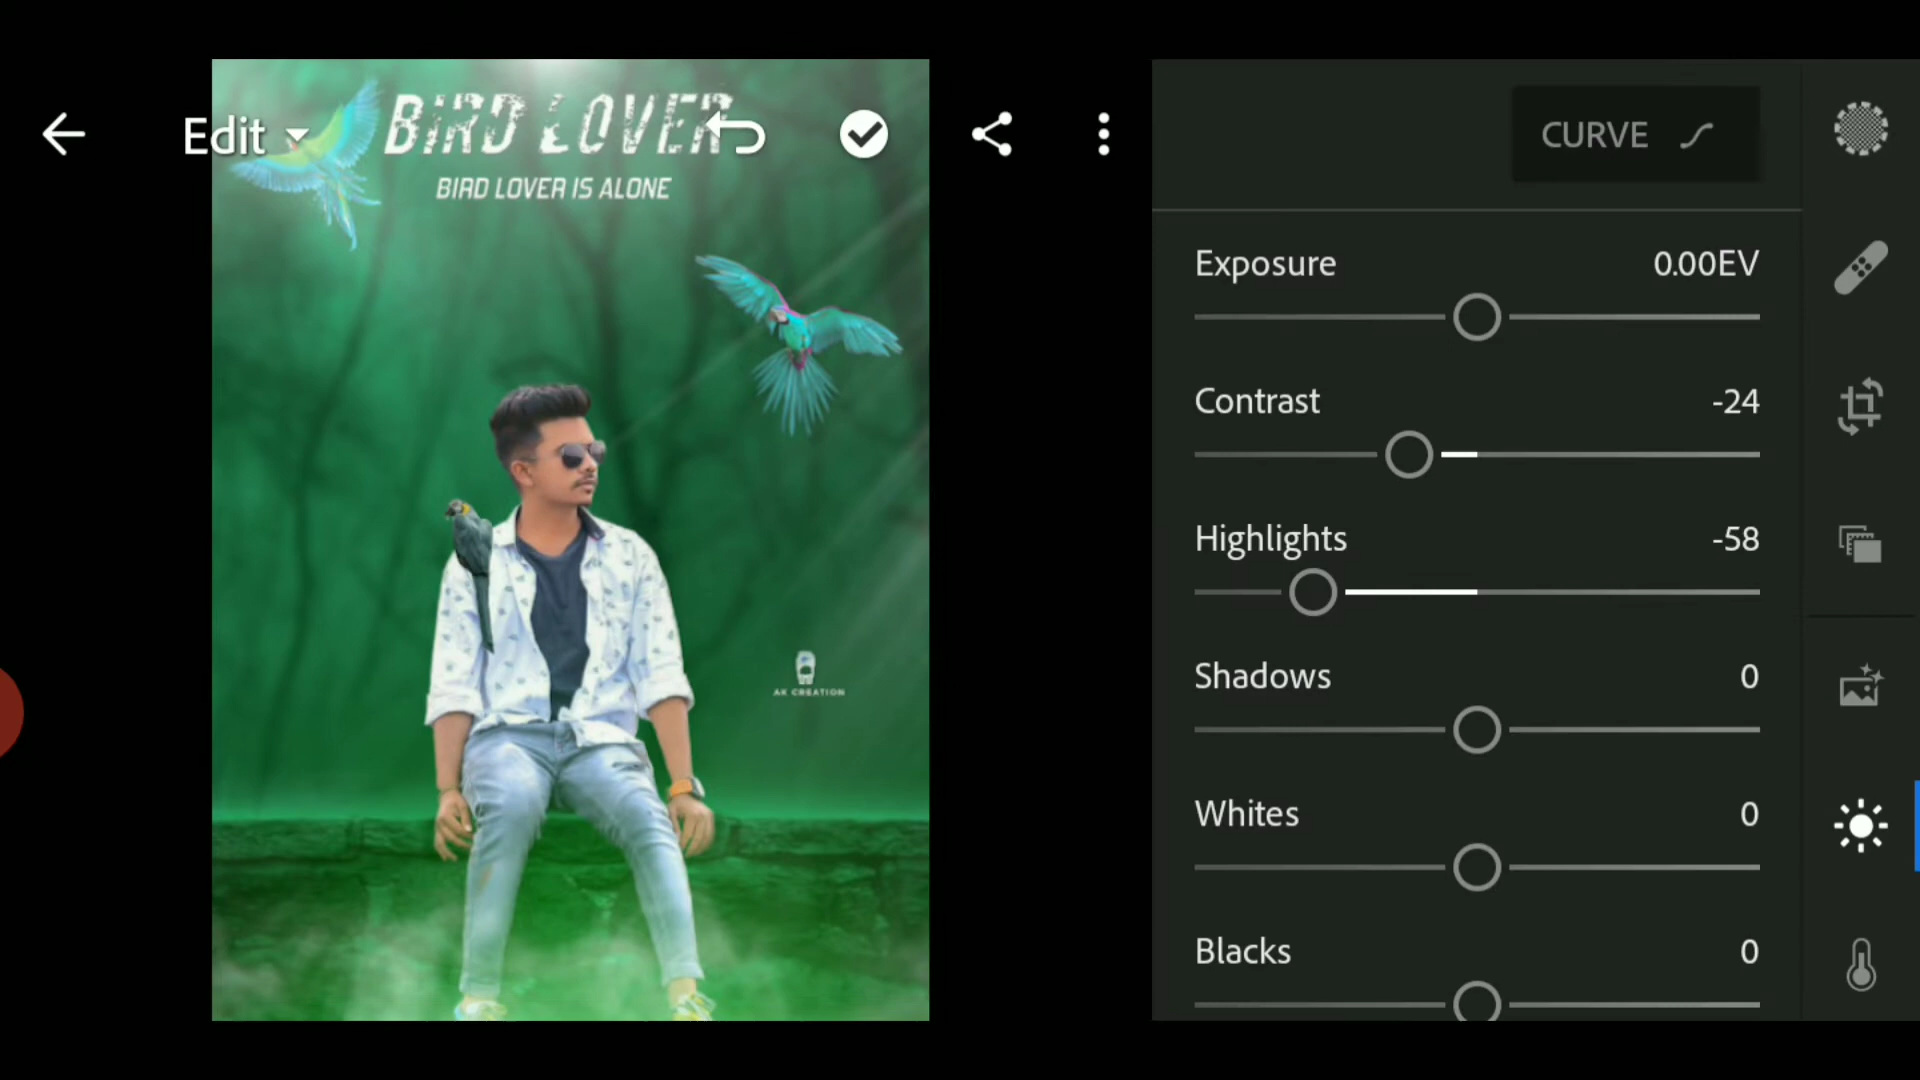 Edit
BIRD LOVER
BIRD LOVER IS ALONE
AK CREATION
CURVE
Exposure 0.00EV
Contrast -24
Highlights -58
Shadows 0
Whites 0
Blacks 0